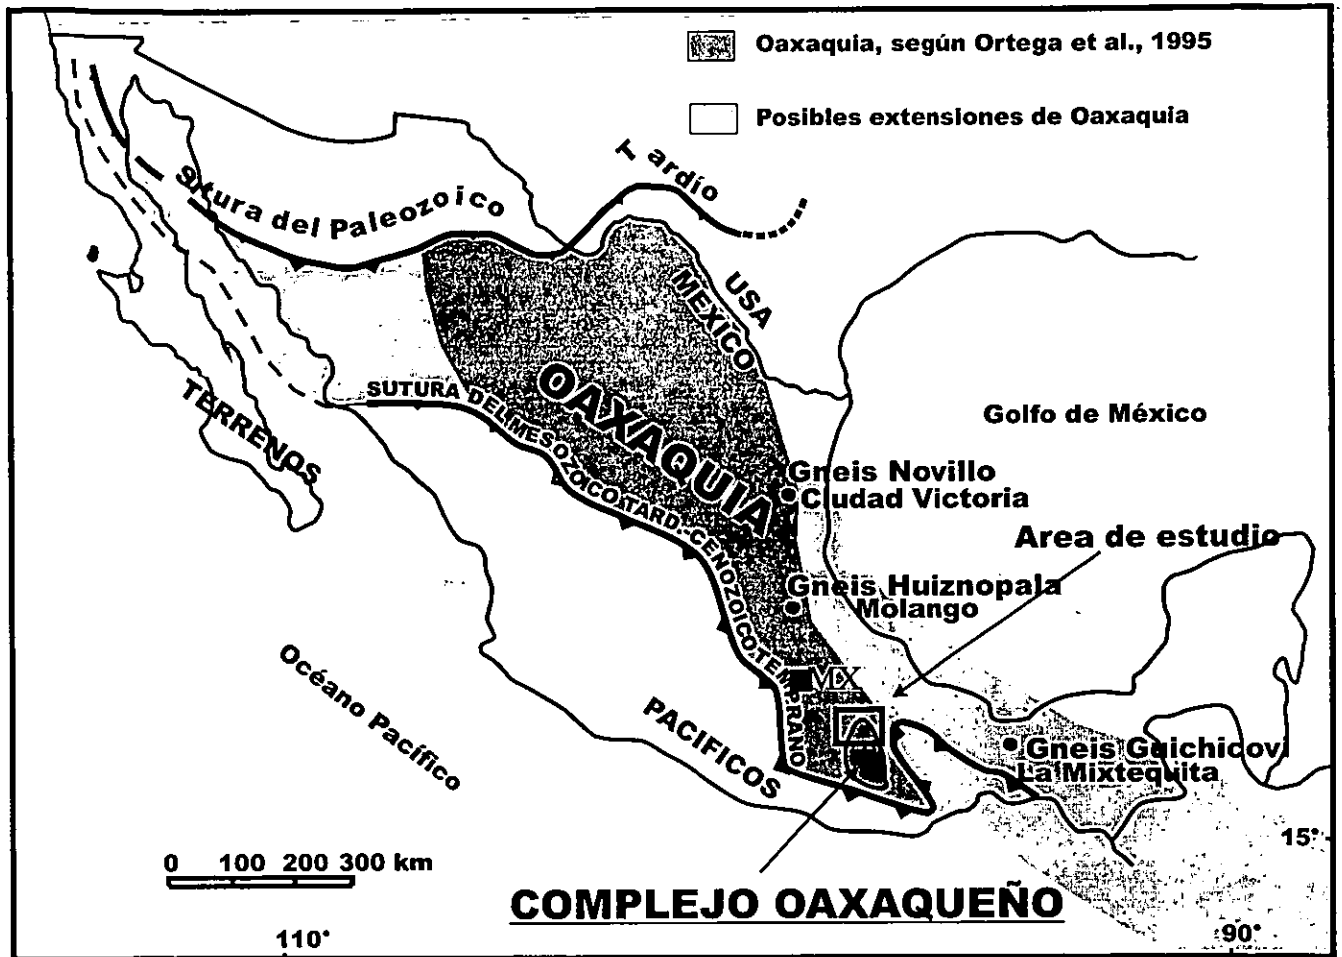 Oaxaquia, según Ortega et al., 1995
Posibles extensiones de Oaxaquia
Tardío
Sutura del Paleozoico
USA
MEXICO
OAXAQUIA
TERRENOS
SUTURA DEL MESOZOICO TARD.-CENOZOICO TEMPRANO
Golfo de México
Gneis Novillo
Ciudad Victoria
Area de estudio
Gneis Huiznopala
Molango
Océano Pacífico
MEX
PACIFICOS
Gneis Guichicovi
La Mixtequita
15°
0 100 200 300 km
COMPLEJO OAXAQUEÑO
110°
90°